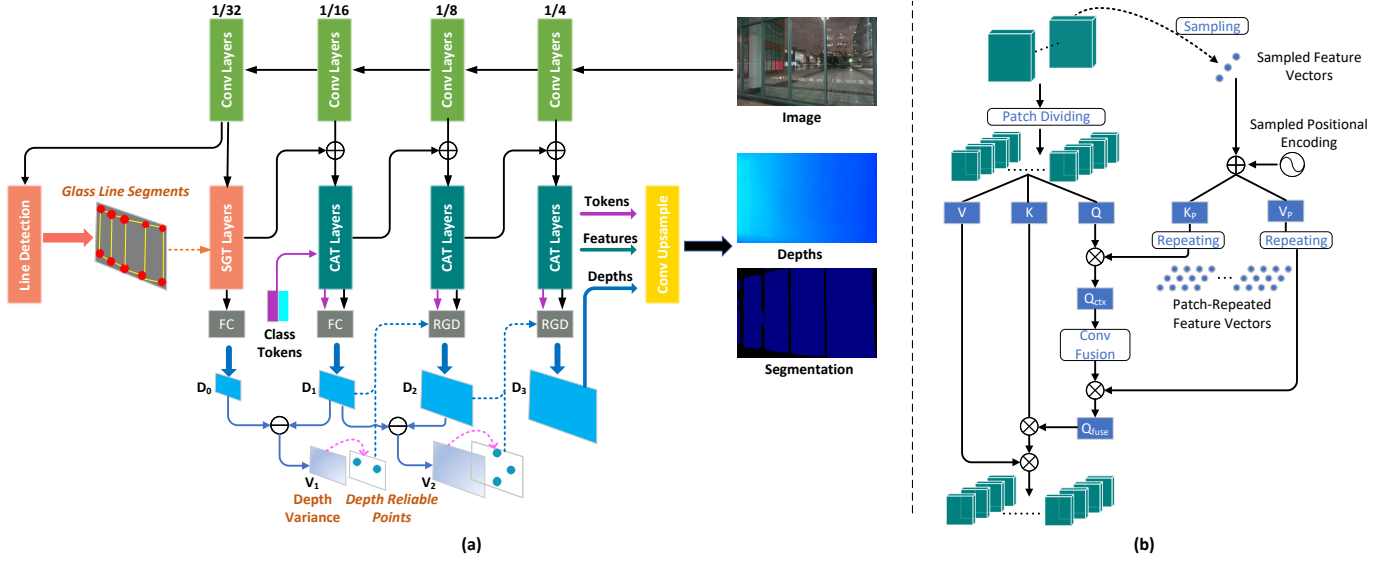 1/32
1/16
1/8
1/4
Conv Layers
Conv Layers
Conv Layers
Conv Layers
Image
Line Detection
Glass Line Segments
SGT Layers
CAT Layers
CAT Layers
CAT Layers
Tokens
Features
Depths
Conv Upsample
Depths
Class
Tokens
FC
FC
RGD
RGD
Segmentation
D0
D1
D2
D3
V1
V2
Depth
Variance
Depth Reliable
Points
(a)
Sampling
Sampled Feature
Vectors
Patch Dividing
Sampled Positional
Encoding
V
K
Q
KP
VP
Repeating
Repeating
Qctx
Patch-Repeated
Feature Vectors
Conv
Fusion
Qfuse
(b)